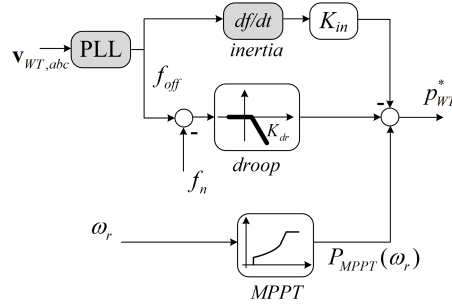 df/dt
K_in
PLL
v_WT,abc
inertia
f_off
p*_WT
-
K_dr
-
f_n
droop
ω_r
P_MPPT(ω_r)
MPPT